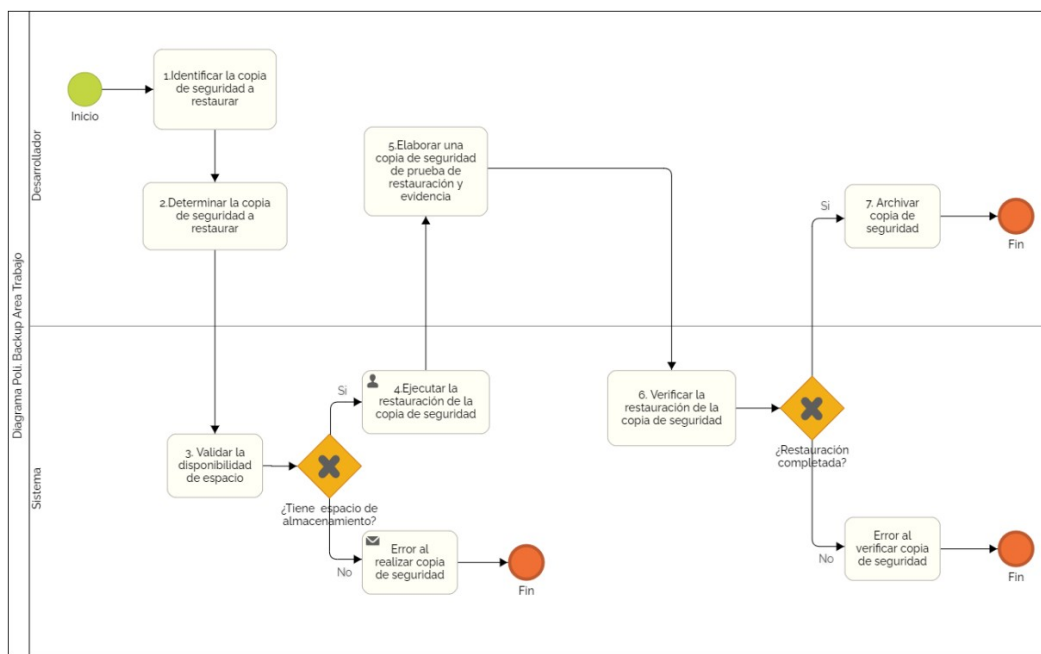 Diagrama Poli. Backup Area Trabajo
Desarrollador
Inicio
1.Identificar la copia
de seguridad a
restaurar
2.Determinar la copia
de seguridad a
restaurar
5.Elaborar una
copia de seguridad
de prueba de
restauración y
evidencia
Si
7. Archivar
copia de
seguridad
Fin
Sistema
3. Validar la
disponibilidad
de espacio
¿Tiene espacio de
almacenamiento?
Si
4.Ejecutar la
restauración de la
copia de seguridad
No
Error al
realizar copia
de seguridad
Fin
6. Verificar la
restauración de la
copia de seguridad
¿Restauración
completada?
No
Error al
verificar copia
de seguridad
Fin